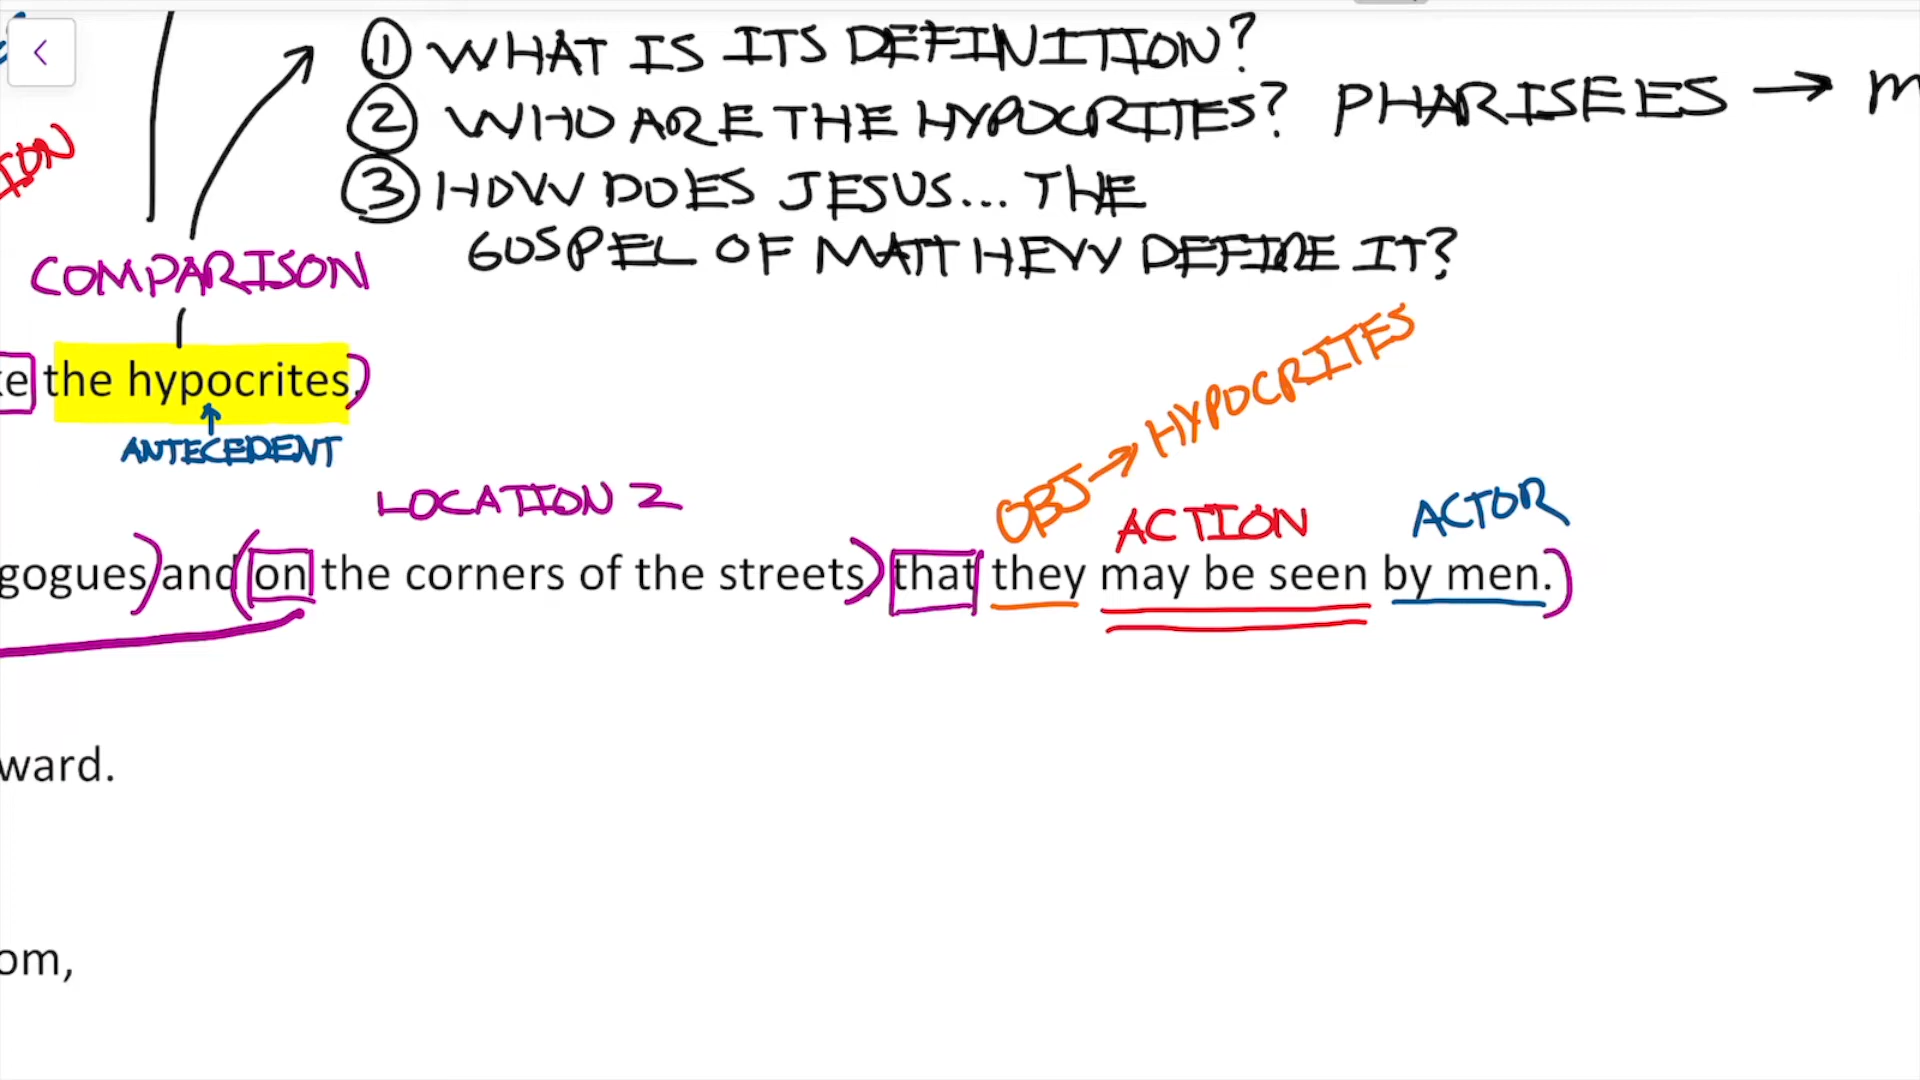 ① WHAT IS ITS DEFINITION?
② WHO ARE THE HYPOCRITES? PHARISEES → M
③ HOW DOES JESUS... THE
GOSPEL OF MATTHEW DEFINE IT?
ION
COMPARISON
ke the hypocrites,)
ANTECEDENT
OBJ → HYPOCRITES
LOCATION 2
ACTION
ACTOR
gogues) and (on the corners of the streets) that they may be seen by men.)
ward.
om,